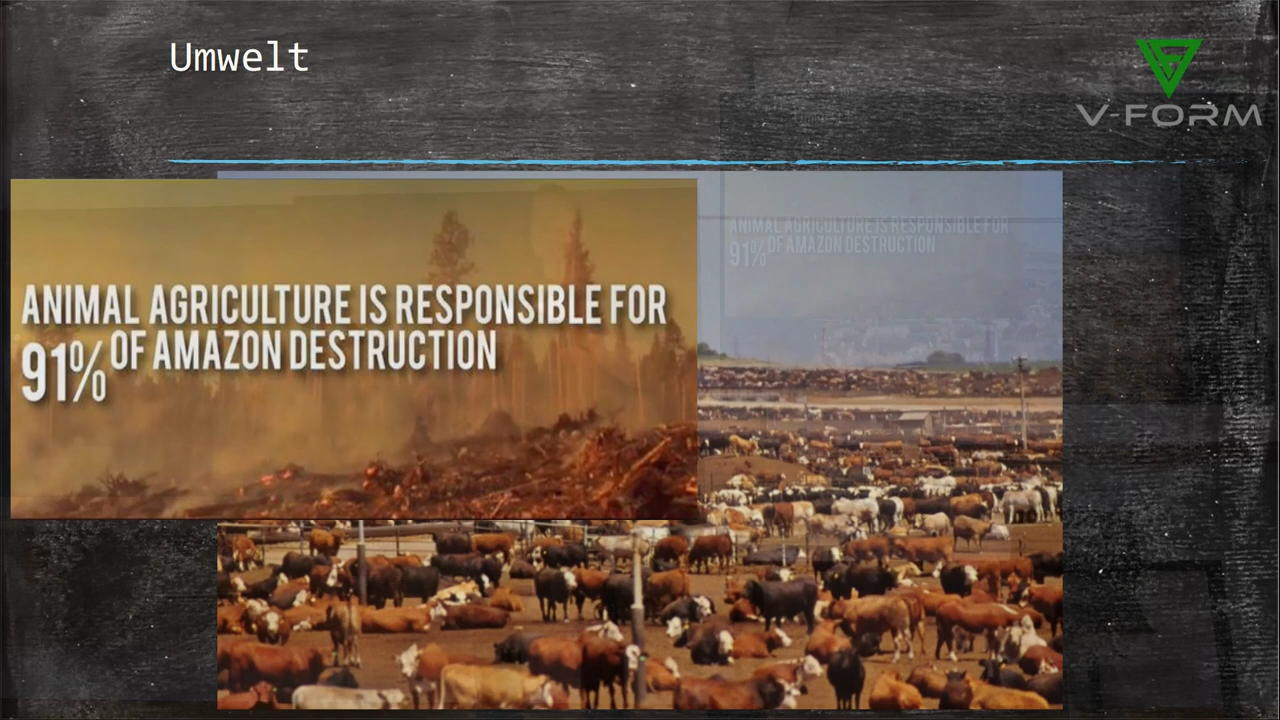 Umwelt
V-FORM
ANIMAL AGRICULTURE IS RESPONSIBLE FOR
91% OF AMAZON DESTRUCTION
ANIMAL AGRICULTURE IS RESPONSIBLE FOR
91% OF AMAZON DESTRUCTION